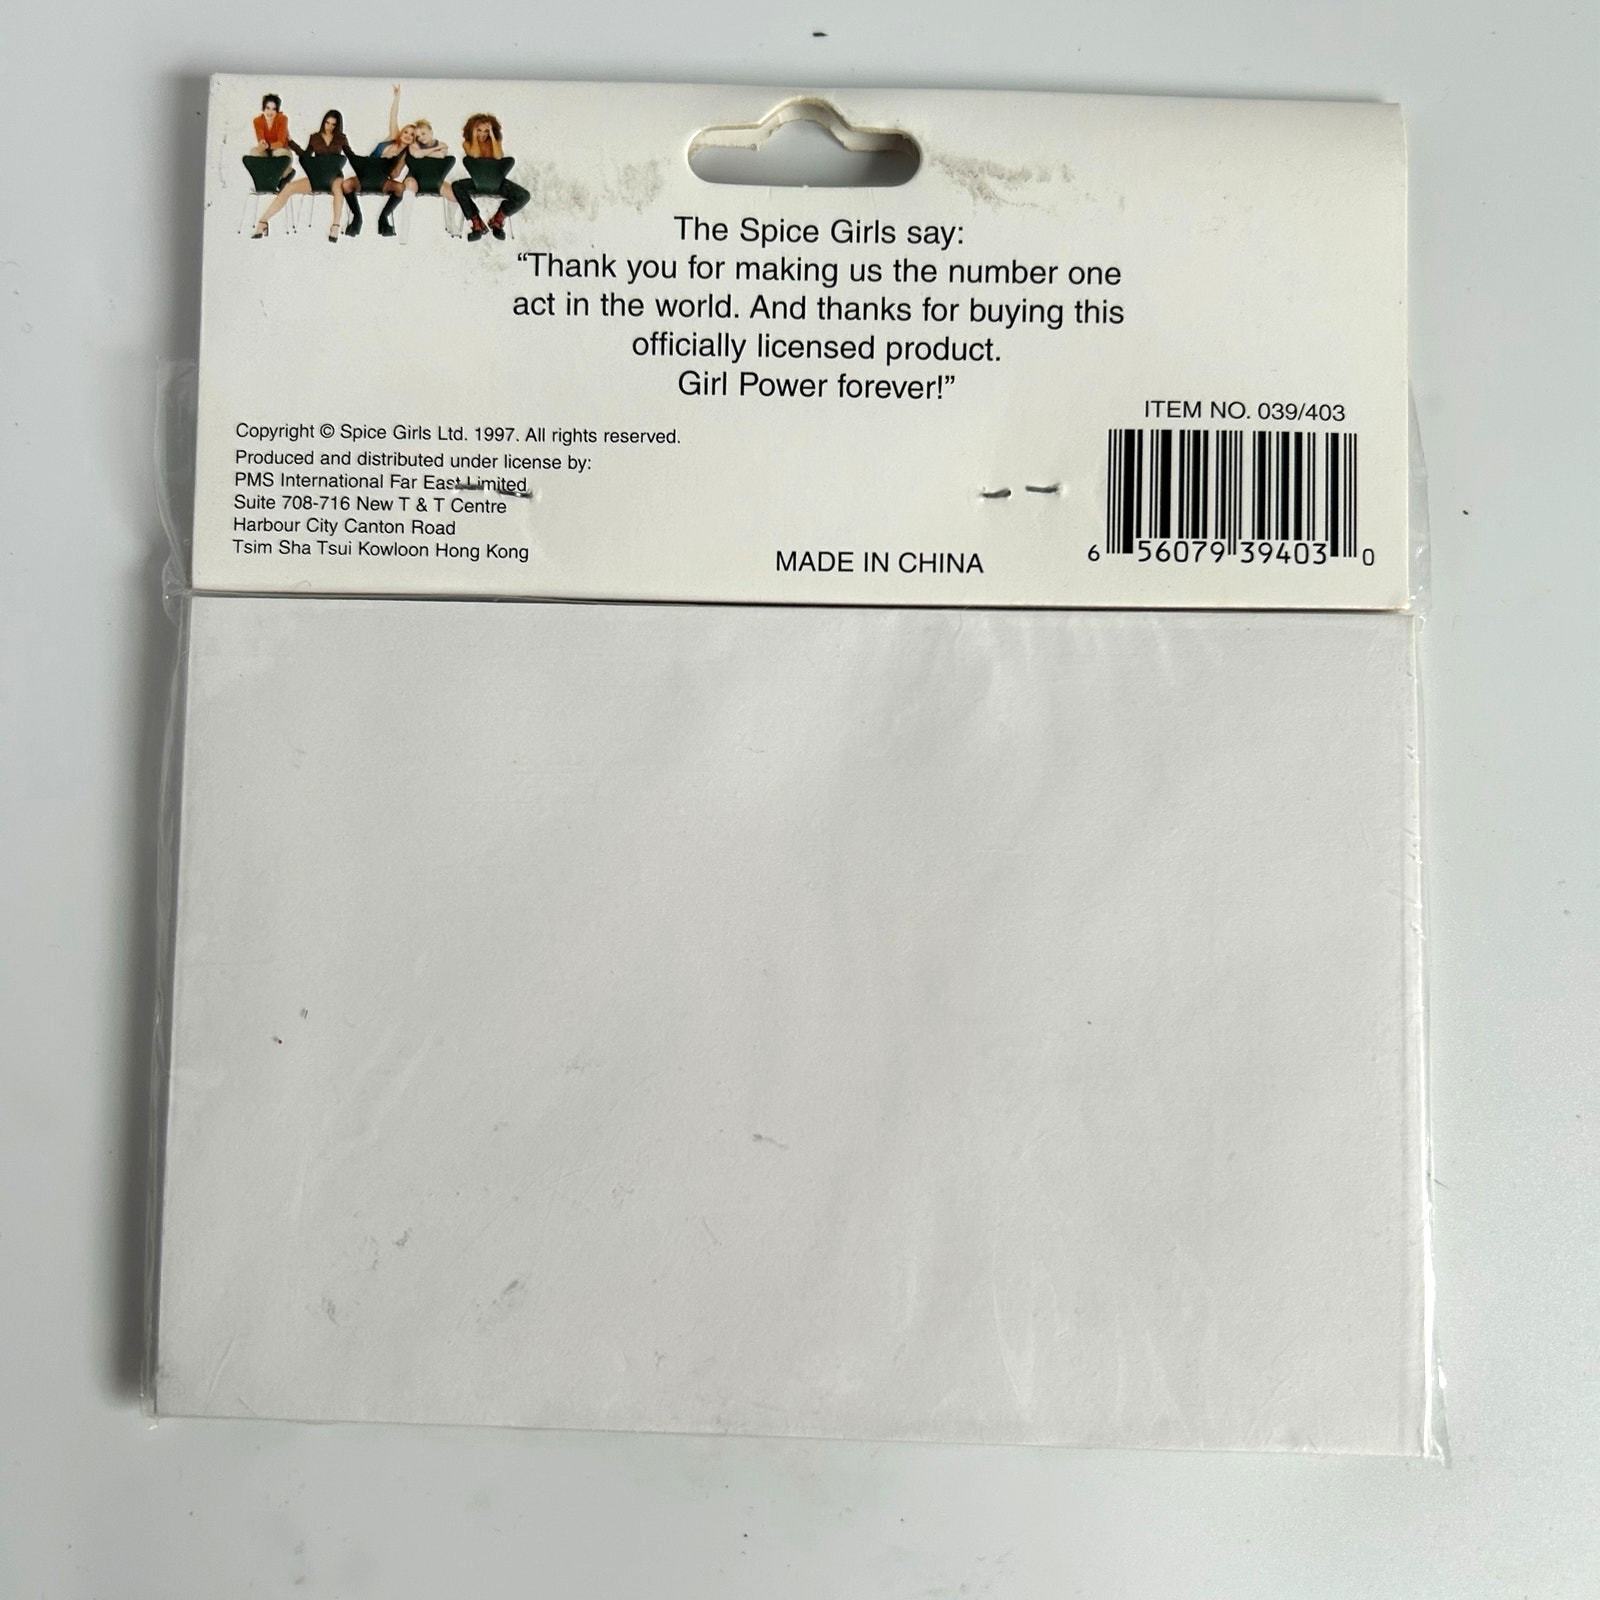 The Spice Girls say:
“Thank you for making us the number one
act in the world. And thanks for buying this
officially licensed product.
Girl Power forever!”
Copyright © Spice Girls Ltd. 1997. All rights reserved.
Produced and distributed under license by:
PMS International Far East Limited
Suite 708-716 New T & T Centre
Harbour City Canton Road
Tsim Sha Tsui Kowloon Hong Kong
MADE IN CHINA
ITEM NO. 039/403
6 56079 39403 0